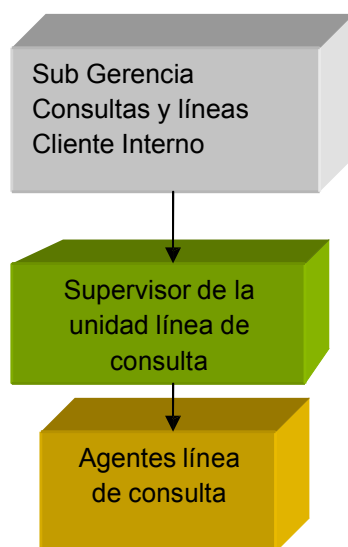 Sub Gerencia
Consultas y líneas
Cliente Interno
Supervisor de la
unidad línea de
consulta
Agentes línea
de consulta